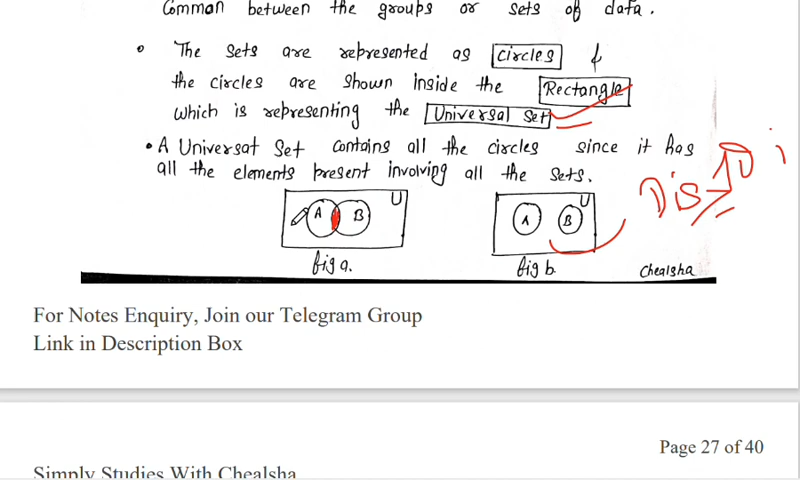 Common between the groups or sets of data.
• The Sets are represented as circles &
the circles are shown inside the Rectangle
which is representing the Universal Set
• A Universat Set contains all the circles since it has
all the elements present involving all the Sets.
A B U
A B U
fig a. fig b.
Chealsha
For Notes Enquiry, Join our Telegram Group
Link in Description Box
Page 27 of 40
Simply Studies With Chealsha